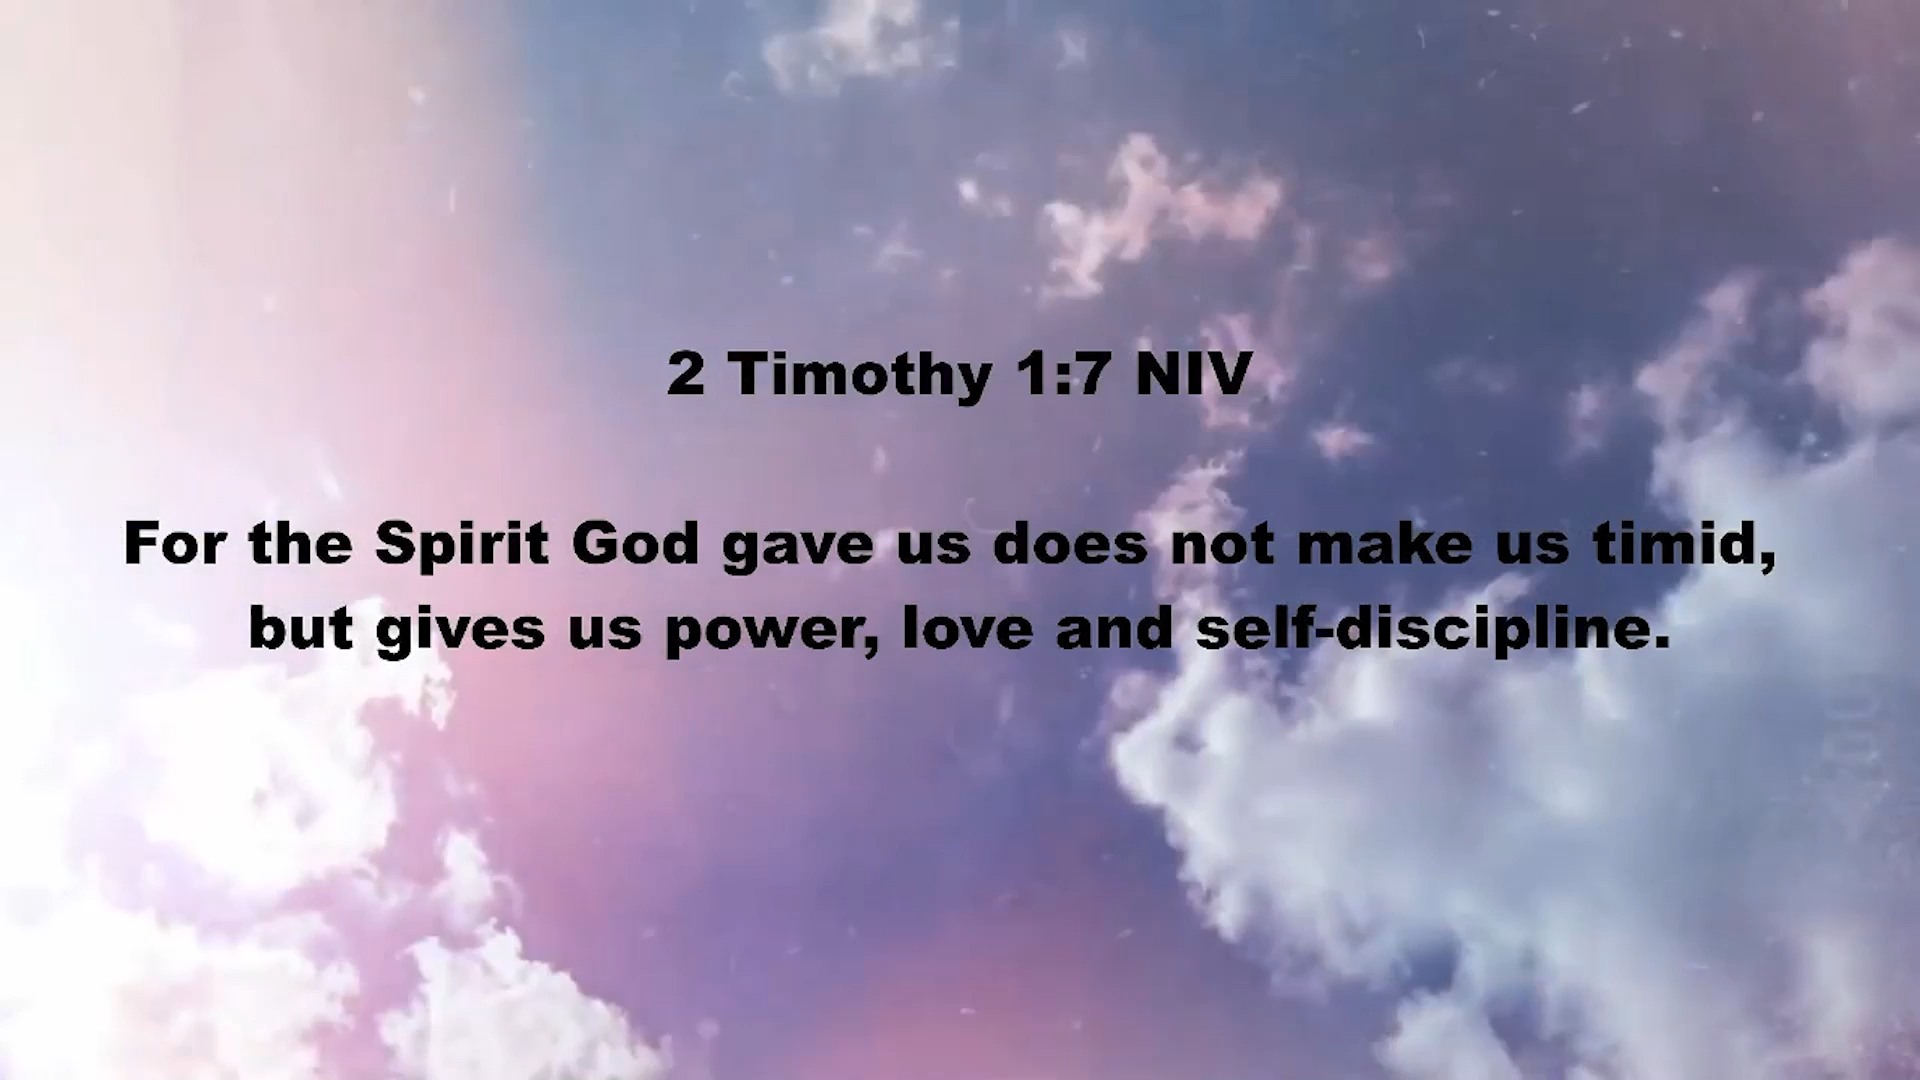 2 Timothy 1:7 NIV
For the Spirit God gave us does not make us timid,
but gives us power, love and self-discipline.